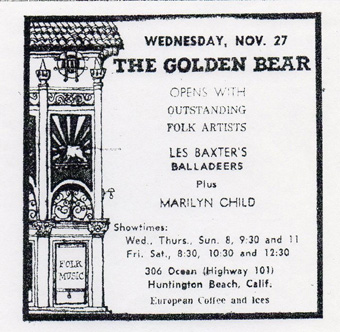 WEDNESDAY, NOV. 27
THE GOLDEN BEAR
OPENS WITH
OUTSTANDING
FOLK ARTISTS
LES BAXTER'S
BALLADEERS
Plus
MARILYN CHILD
Showtimes:
Wed., Thurs., Sun. 8, 9:30 and 11
Fri. Sat., 8:30, 10:30 and 12:30
306 Ocean (Highway 101)
Huntington Beach, Calif.
European Coffee and Ices
FOLK
MUSIC